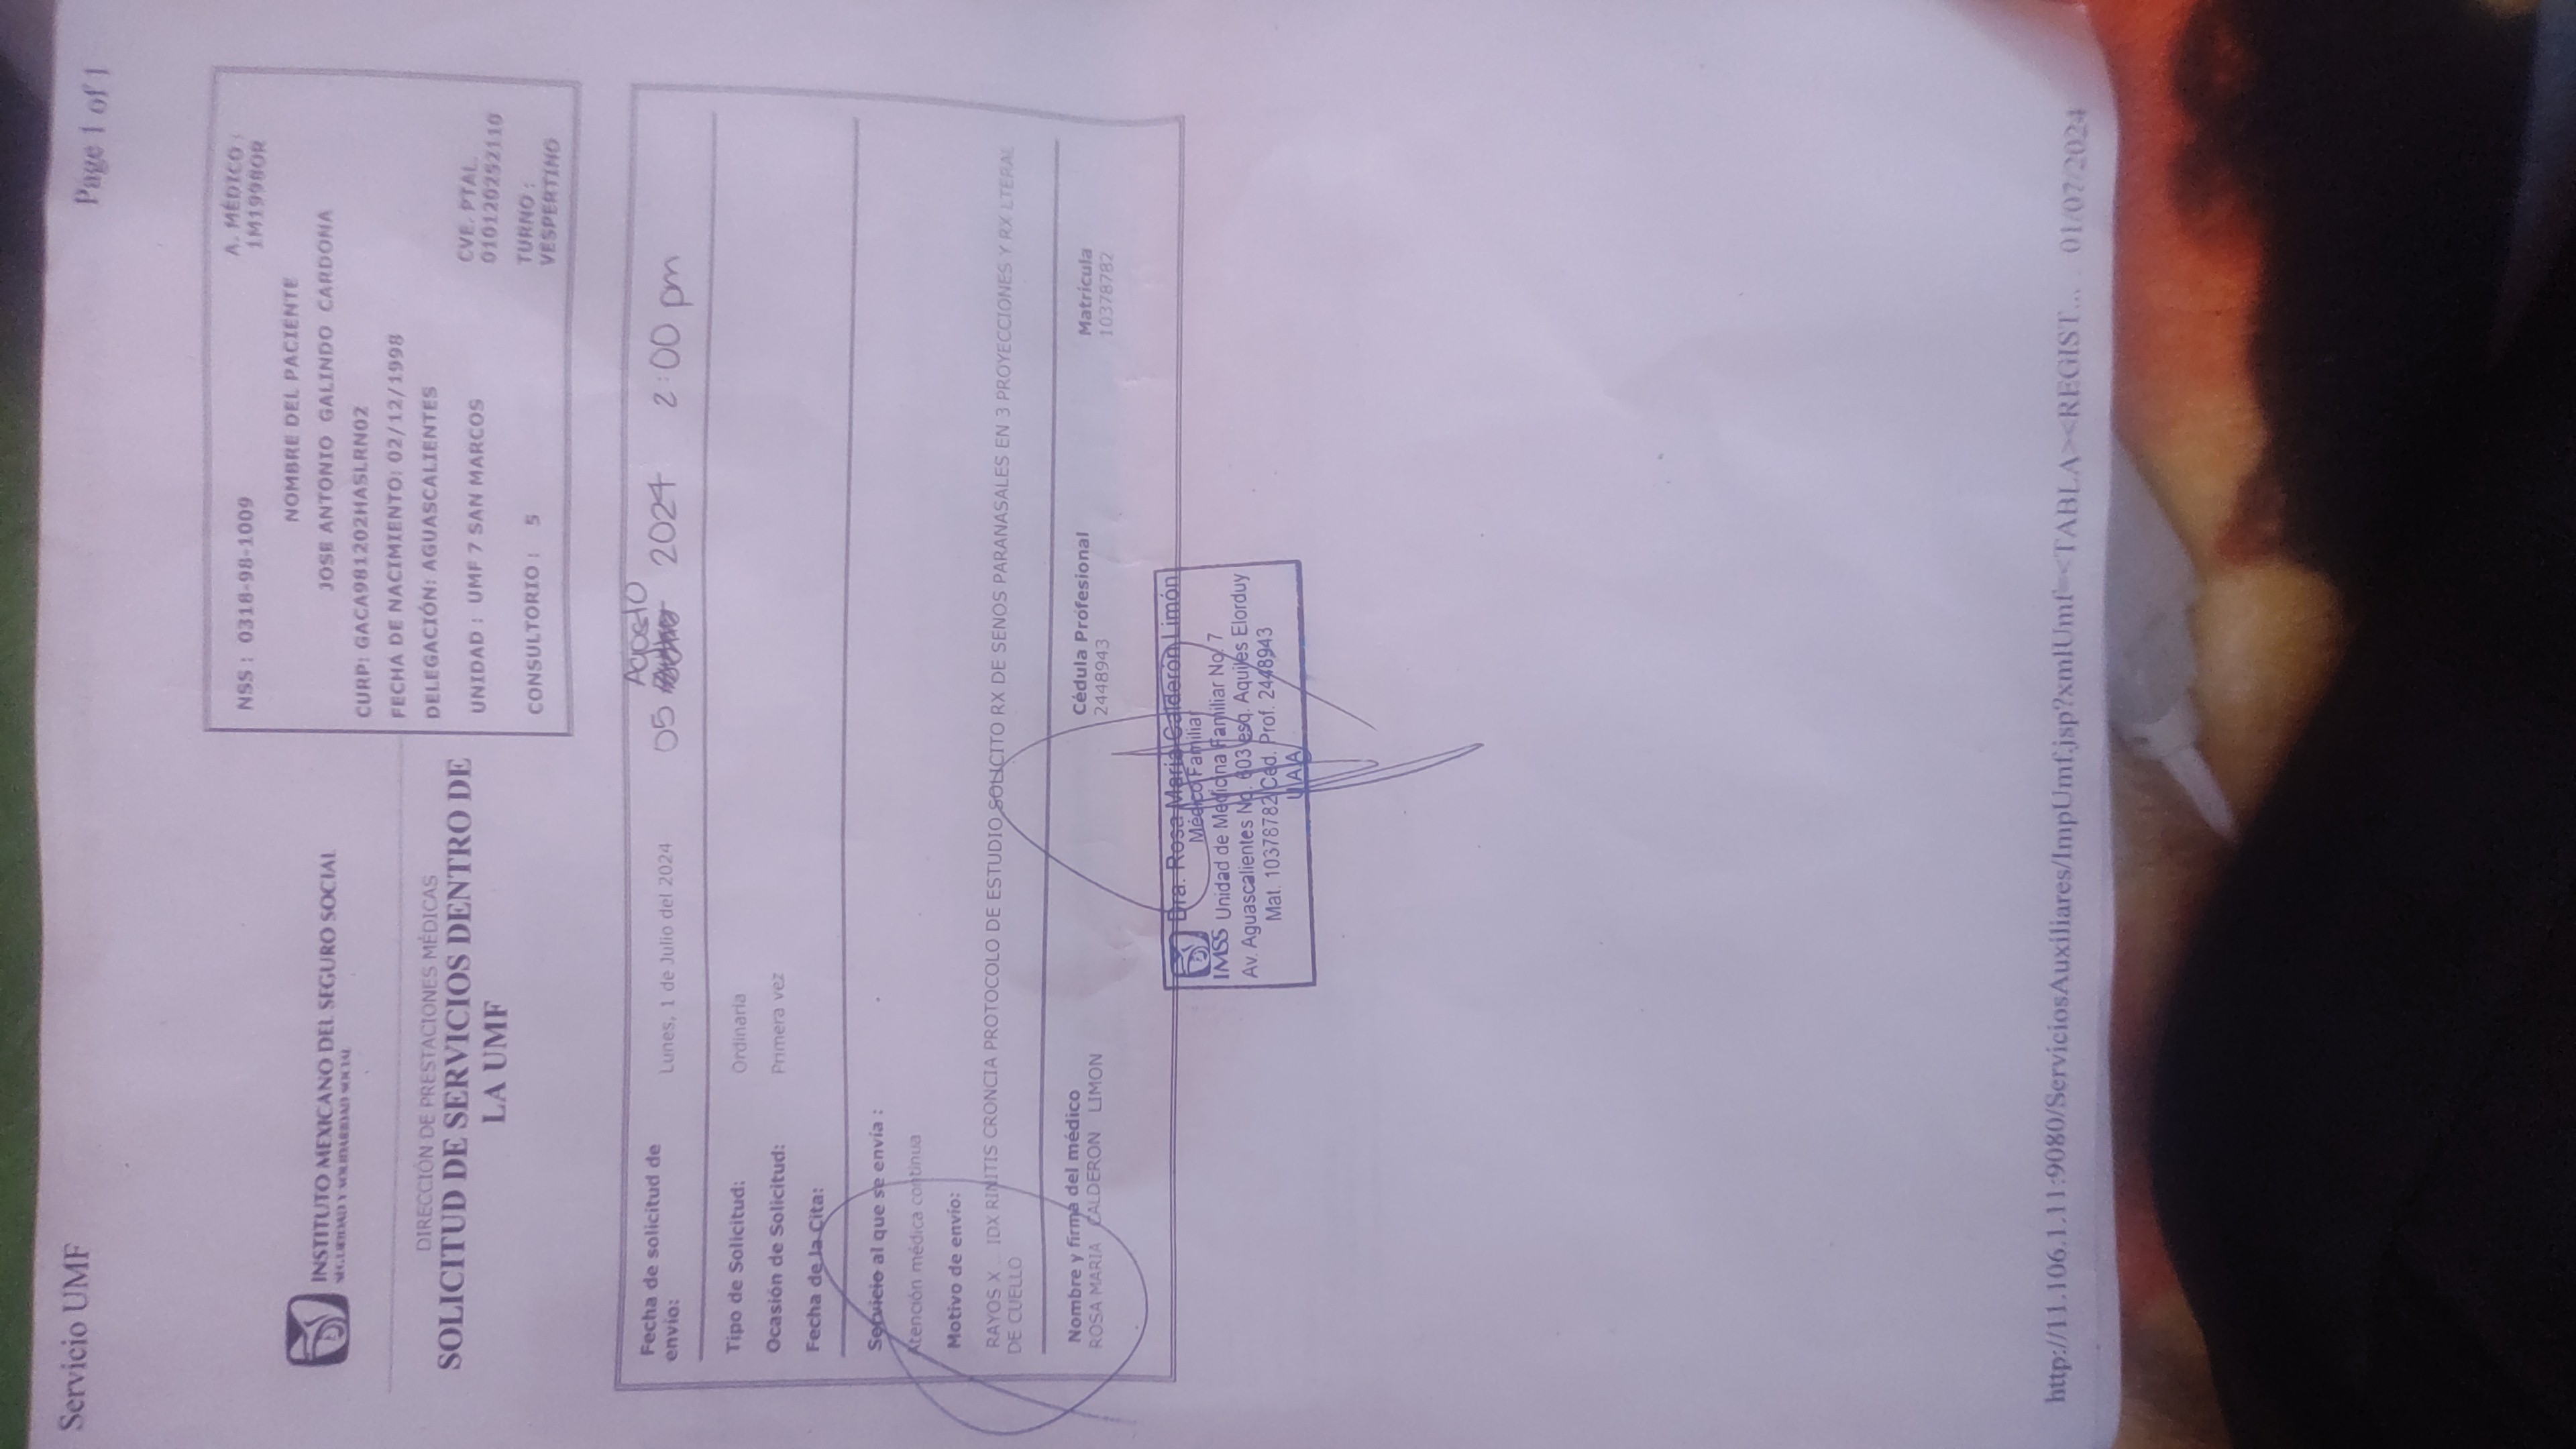 Servicio UMF
Page 1 of 1
INSTITUTO MEXICANO DEL SEGURO SOCIAL
SEGURIDAD Y SOLIDARIDAD SOCIAL
DIRECCIÓN DE PRESTACIONES MÉDICAS
SOLICITUD DE SERVICIOS DENTRO DE
LA UMF
NSS : 0318-98-1009
A. MÉDICO :
1M1998OR
NOMBRE DEL PACIENTE
JOSE ANTONIO GALINDO CARDONA
CURP: GACA981202HASLRN02
FECHA DE NACIMIENTO: 02/12/1998
DELEGACIÓN: AGUASCALIENTES
UNIDAD : UMF 7 SAN MARCOS
CVE. PTAL.
010120252110
CONSULTORIO : 5
TURNO :
VESPERTINO
Fecha de solicitud de
envío:
Lunes, 1 de Julio del 2024
Agosto
05 2024 2:00 pm
Tipo de Solicitud:
Ordinaria
Ocasión de Solicitud:
Primera vez
Fecha de la Cita:
Servicio al que se envía :
Atención médica continua
Motivo de envío:
RAYOS X ... IDX RINITIS CRONCIA PROTOCOLO DE ESTUDIO SOLICITO RX DE SENOS PARANASALES EN 3 PROYECCIONES Y RX LTERAL
DE CUELLO
Nombre y firma del médico
ROSA MARIA CALDERON LIMON
Cédula Prófesional
2448943
Matrícula
10378782
Dra. Rosa María Calderón Limón
Médico Familiar
IMSS Unidad de Medicina Familiar No. 7
Av. Aguascalientes No. 603 esq. Aquiles Elorduy
Mat. 10378782 Ced. Prof. 2448943
UAA
http://11.106.1.11:9080/ServiciosAuxiliares/ImpUmf.jsp?xmlUmf=<TABLA><REGIST... 01/07/2024